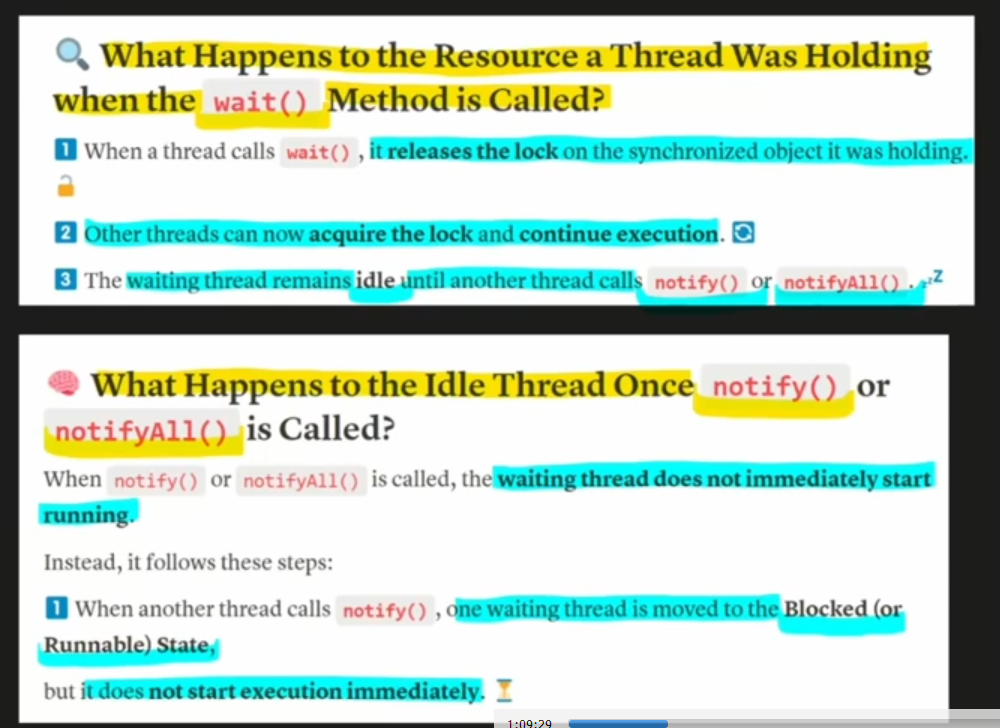 🔍 What Happens to the Resource a Thread Was Holding
when the wait() Method is Called?
1 When a thread calls wait() , it releases the lock on the synchronized object it was holding.
🔓
2 Other threads can now acquire the lock and continue execution. 🔄
3 The waiting thread remains idle until another thread calls notify() or notifyAll() . 💤
🧠 What Happens to the Idle Thread Once notify() or
notifyAll() is Called?
When notify() or notifyAll() is called, the waiting thread does not immediately start
running.
Instead, it follows these steps:
1 When another thread calls notify() , one waiting thread is moved to the Blocked (or
Runnable) State,
but it does not start execution immediately. ⏳
1:09:29